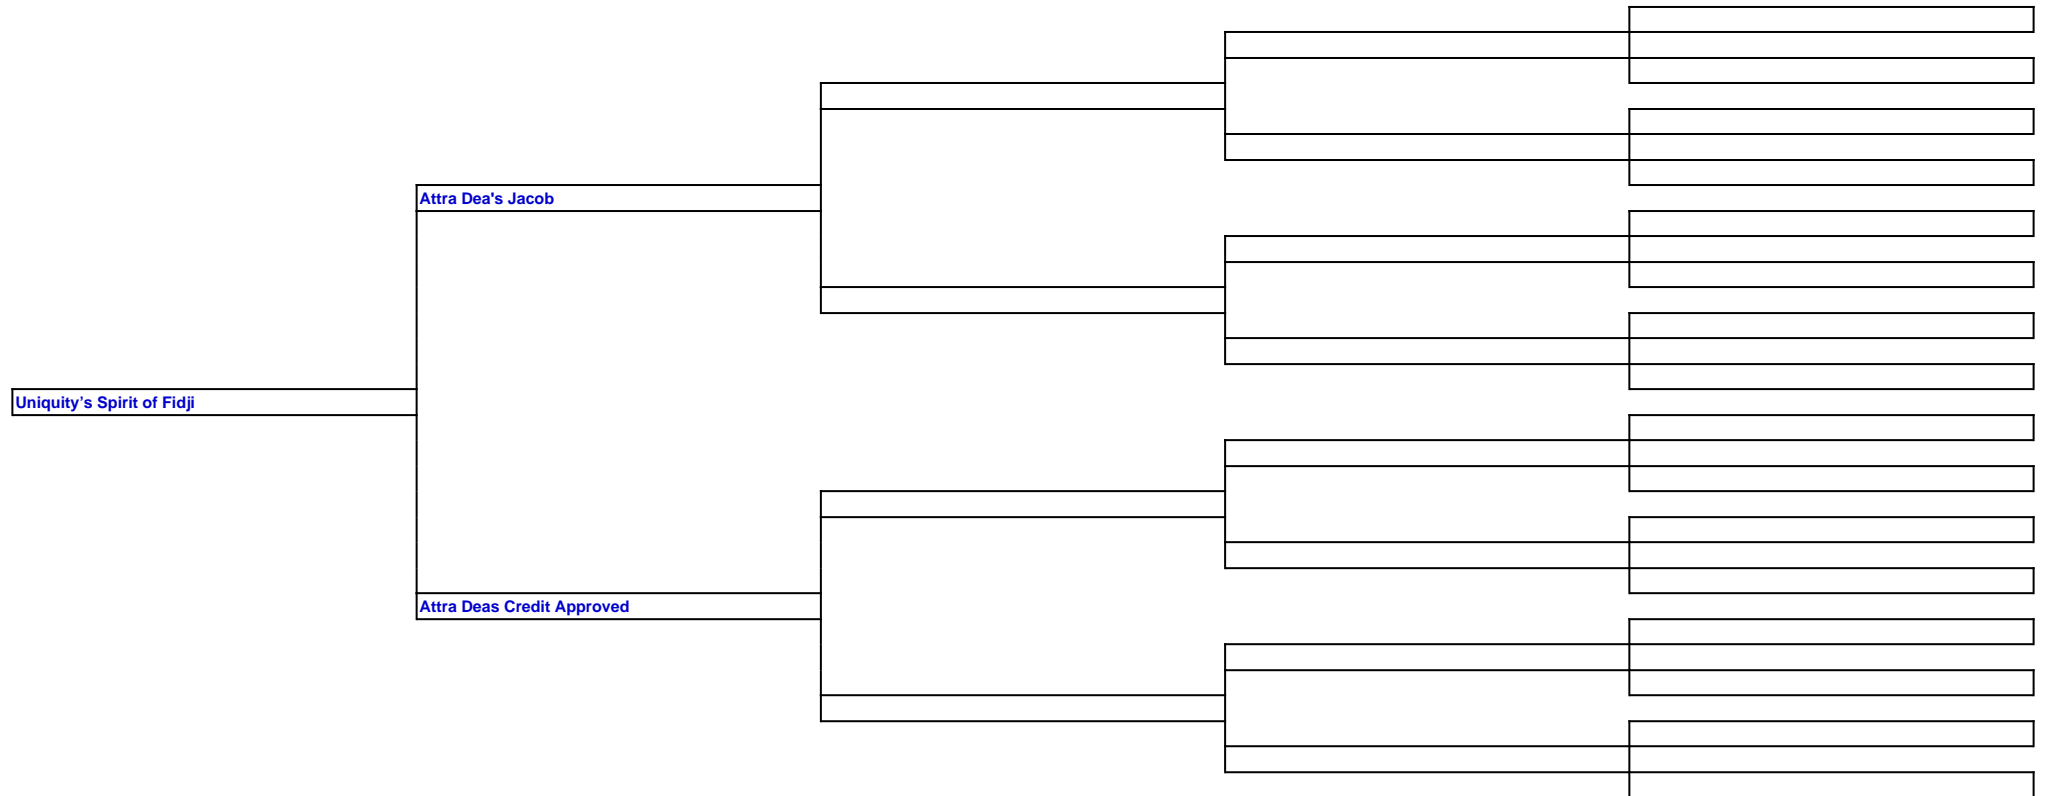 Attra Dea's Jacob
Uniquity’s Spirit of Fidji
Attra Deas Credit Approved